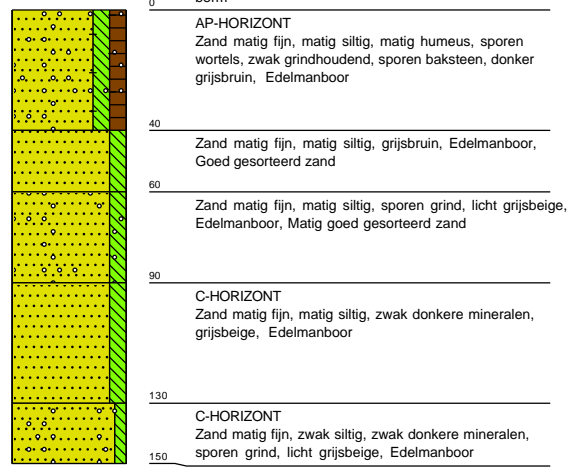 0
AP-HORIZONT
Zand matig fijn, matig siltig, matig humeus, sporen
wortels, zwak grindhoudend, sporen baksteen, donker
grijsbruin, Edelmanboor
40
Zand matig fijn, matig siltig, grijsbruin, Edelmanboor,
Goed gesorteerd zand
60
Zand matig fijn, matig siltig, sporen grind, licht grijsbeige,
Edelmanboor, Matig goed gesorteerd zand
90
C-HORIZONT
Zand matig fijn, matig siltig, zwak donkere mineralen,
grijsbeige, Edelmanboor
130
C-HORIZONT
Zand matig fijn, zwak siltig, zwak donkere mineralen,
sporen grind, licht grijsbeige, Edelmanboor
150